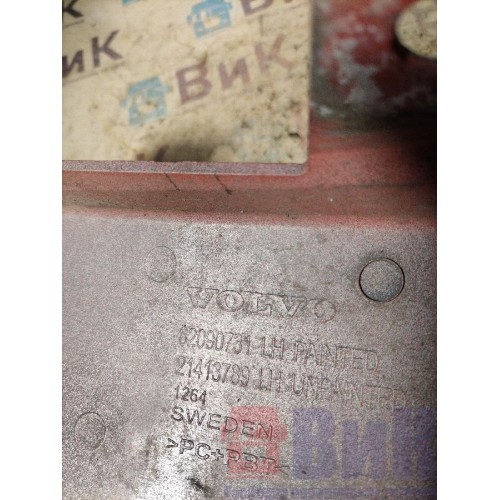 ВиК
ВиК
VOLVO
82090731 LH PAINTED
21413789 LH UNPAINTED
1264
SWEDEN
>PC+PBT<
ВиК